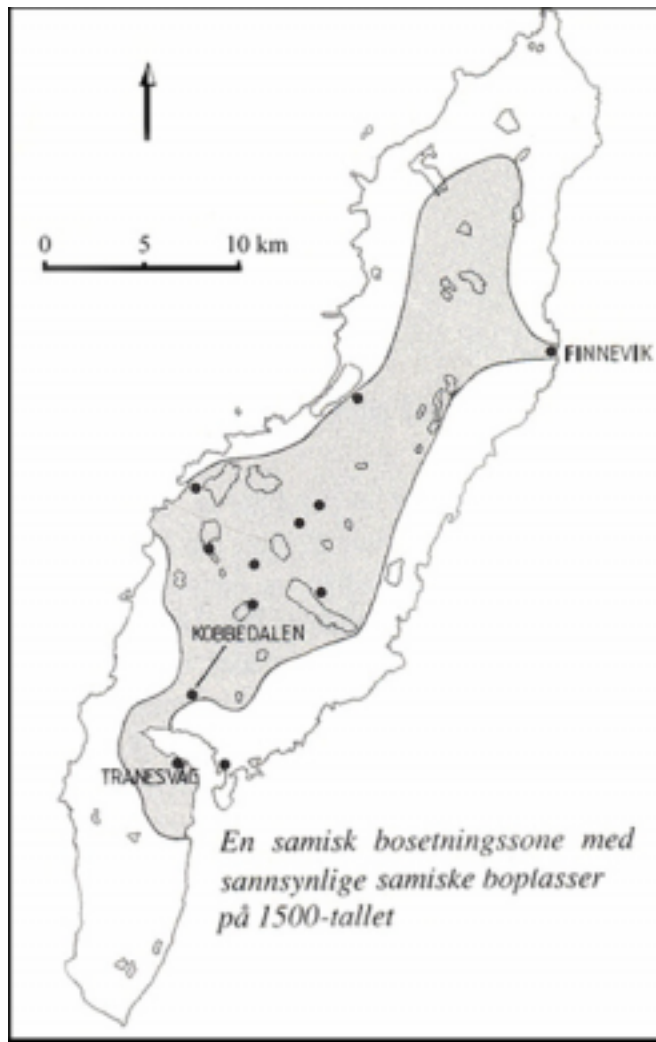 0 5 10 km
FINNEVIK
KOBBEDALEN
TRANESVÅG
En samisk bosetningssone med
sannsynlige samiske boplasser
på 1500-tallet